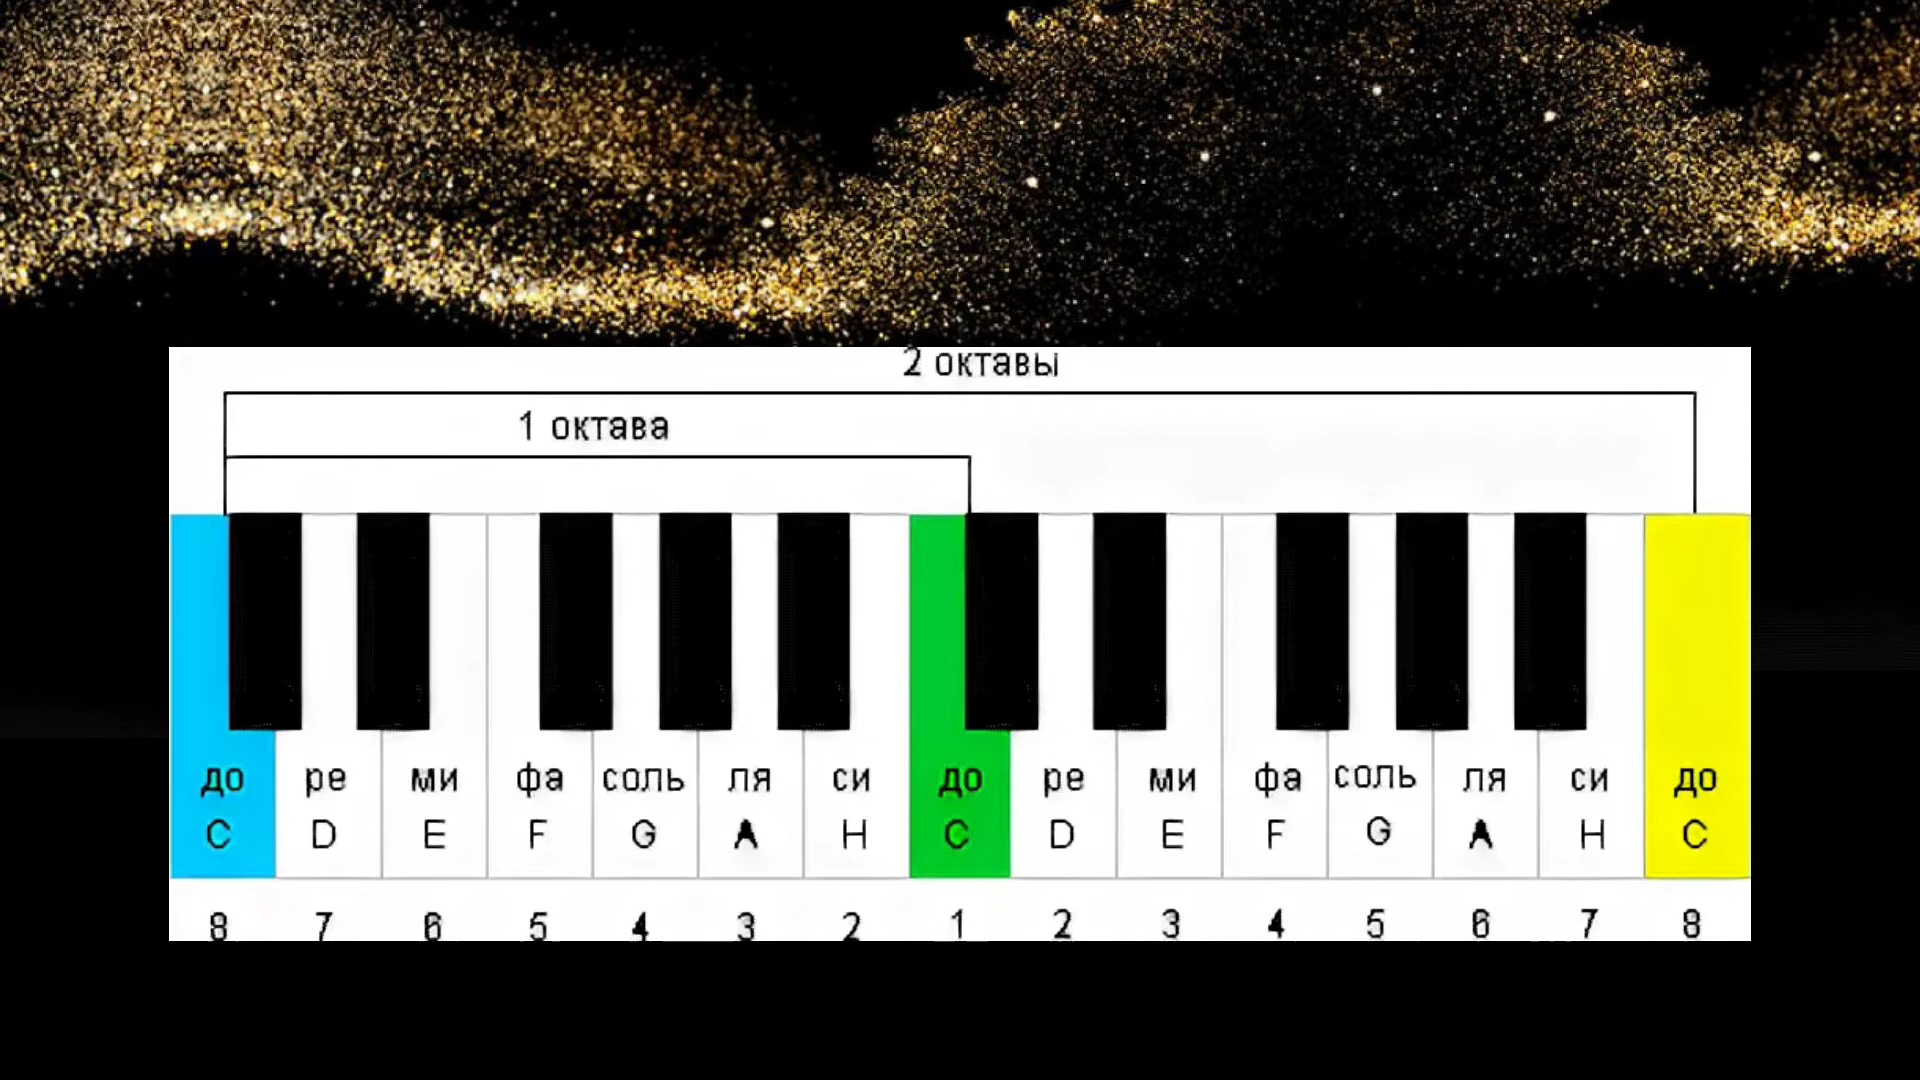 2 октавы
1 октава
до ре ми фа соль ля си до ре ми фа соль ля си до
C D E F G A H C D E F G A H C
8 7 6 5 4 3 2 1 2 3 4 5 6 7 8